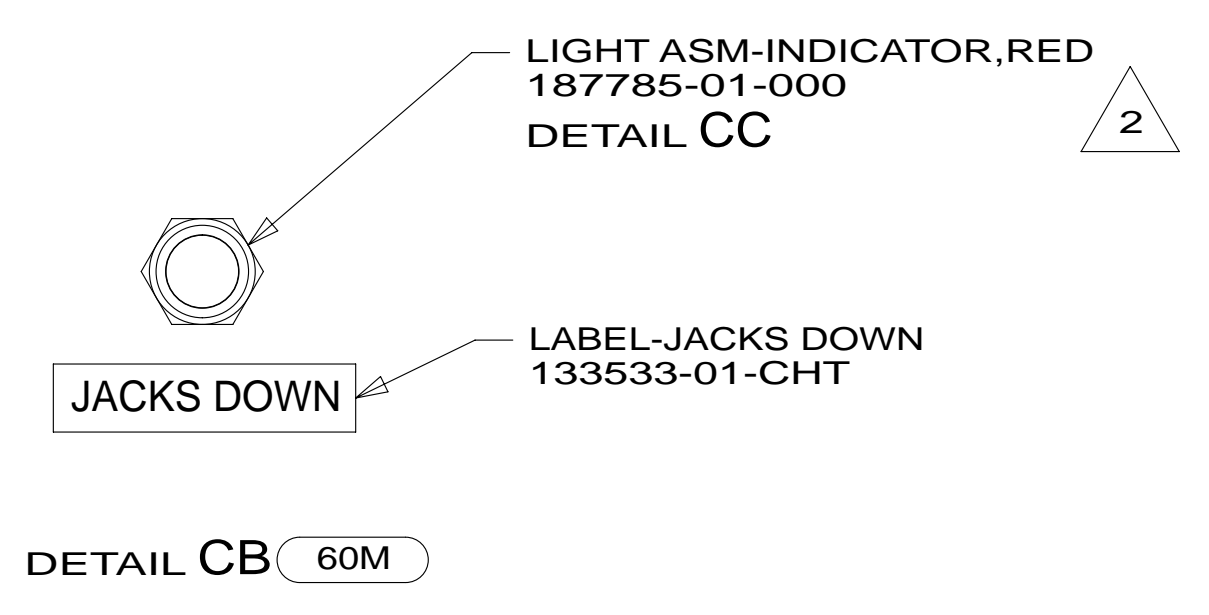 LIGHT ASM-INDICATOR,RED
187785-01-000
DETAIL CC
2
LABEL-JACKS DOWN
133533-01-CHT
JACKS DOWN
DETAIL CB 60M